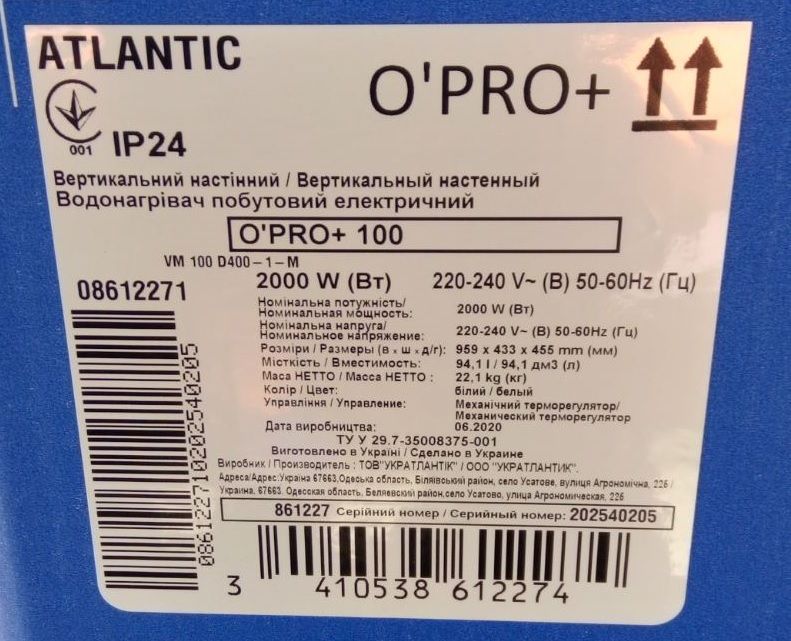 ATLANTIC
O'PRO+
001
IP24
Вертикальний настінний / Вертикальный настенный
Водонагрівач побутовий електричний
O'PRO+ 100
VM 100 D400-1-M
08612271
2000 W (Вт) 220-240 V~ (В) 50-60Hz (Гц)
Номінальна потужність/
Номинальная мощность: 2000 W (Вт)
Номінальна напруга/
Номинальное напряжение: 220-240 V~ (В) 50-60Hz (Гц)
Розміри / Размеры (в х ш х д/г): 959 x 433 x 455 mm (мм)
Місткість / Вместимость: 94,1 l / 94,1 дм3 (л)
Маса НЕТТО / Масса НЕТТО : 22,1 kg (кг)
Колір / Цвет: білий / белый
Управління / Управление: Механічний терморегулятор/
Механический терморегулятор
Дата виробництва: 06.2020
ТУ У 29.7-35008375-001
Виготовлено в Україні / Сделано в Украине
Виробник / Производитель : ТОВ"УКРАТЛАНТІК" / ООО "УКРАТЛАНТИК".
Адреса/Адрес:Україна 67663,Одеська область, Біляївський район, село Усатове, вулиця Агрономічна, 226 /
Украина, 67663, Одесская область, Беляевский район,село Усатово, улица Агрономическая, 226
861227 Серійний номер / Серийный номер: 202540205
0861227102025402​05
3 410538 612274